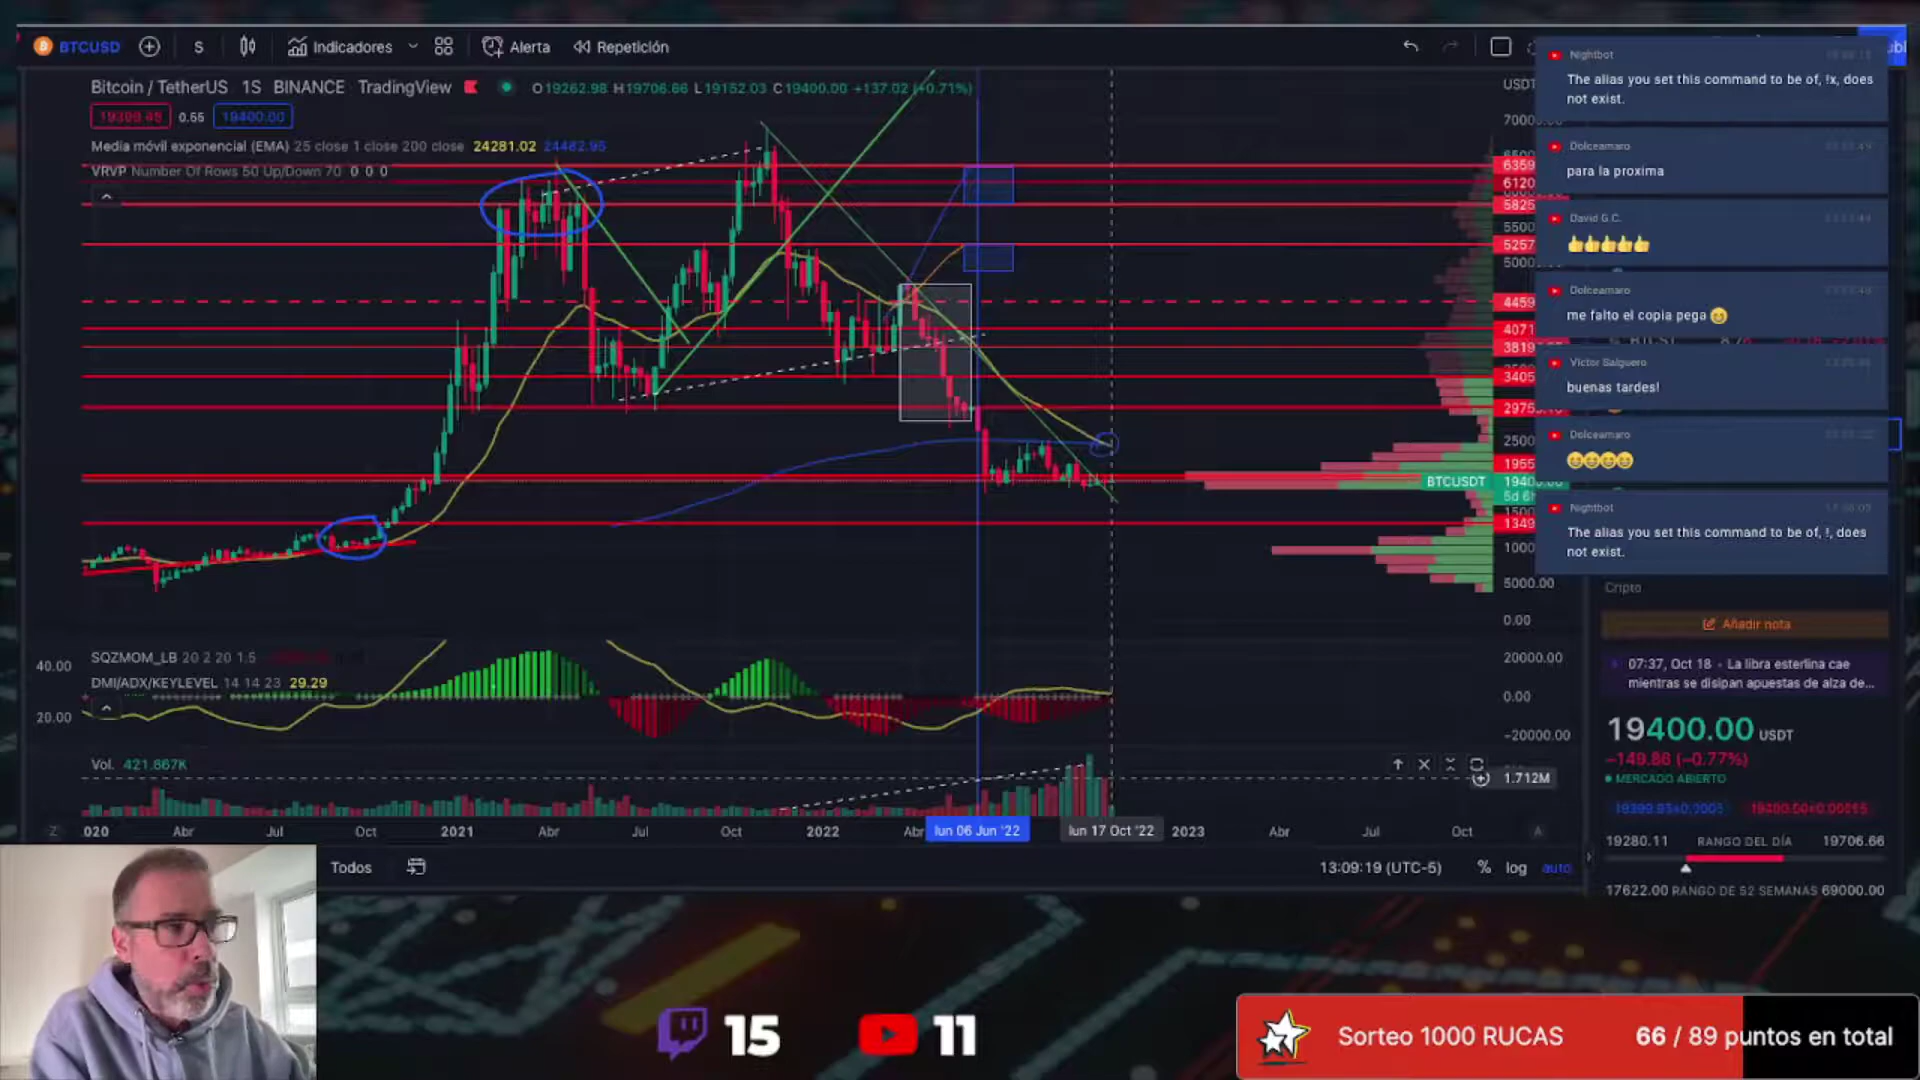 BTCUSD
S
Indicadores
Alerta
Repetición
Bitcoin / TetherUS 1S BINANCE TradingView
O19262.98 H19706.66 L19152.03 C19400.00 +137.02 (+0.71%)
0.55
19400.00
Media móvil exponencial (EMA) 25 close 1 close 200 close 24281.02 24462.95
VRVP Number Of Rows 50 Up/Down 70 0 0 0
USDT
6359
6120
5825
5257
4459
4071
3819
3405
1955
BTCUSDT
1349
5000.00
0.00
Nightbot
The alias you set this command to be of, !x, does
not exist.
Dolceamaro
para la proxima
David G.C.
👍👍👍👍👍
Dolceamaro
me falto el copia pega 😄
Victor Salguero
buenas tardes!
Dolceamaro
😄😄😄😄
Nightbot
The alias you set this command to be of, !, does
not exist.
Cripto
Añadir nota
07:37, Oct 18 • La libra esterlina cae
mientras se disipan apuestas de alza de...
19400.00 USDT
−149.86 (−0.77%)
MERCADO ABIERTO
19280.11 RANGO DEL DÍA 19706.66
17622.00 RANGO DE 52 SEMANAS 69000.00
SQZMOM_LB 20 2 20 1.5
DMI/ADX/KEYLEVEL 14 14 23 29.29
40.00
20.00
20000.00
0.00
−20000.00
Vol. 421.867K
1.712M
Z
020 Abr Jul Oct 2021 Abr Jul Oct 2022 Abr lun 06 Jun '22 lun 17 Oct '22 2023 Abr Jul Oct A
Todos
13:09:19 (UTC-5) % log auto
15
11
Sorteo 1000 RUCAS
66 / 89 puntos en total